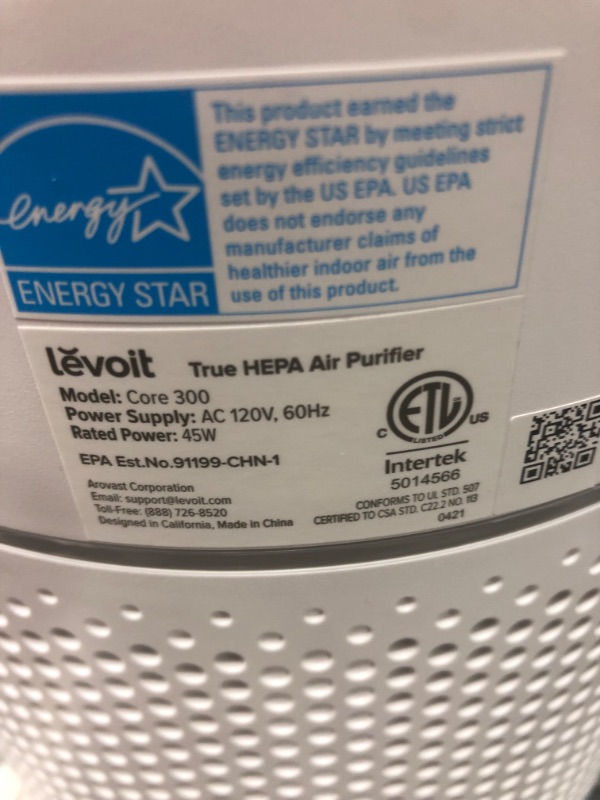 This product earned the
ENERGY STAR by meeting strict
energy efficiency guidelines
set by the US EPA. US EPA
does not endorse any
manufacturer claims of
healthier indoor air from the
use of this product.
energy
ENERGY STAR
levoit True HEPA Air Purifier
Model: Core 300
Power Supply: AC 120V, 60Hz
Rated Power: 45W
EPA Est.No.91199-CHN-1
Arovast Corporation
Email: support@levoit.com
Toll-Free: (888) 726-8520
Designed in California, Made in China
ETL
C US
LISTED
Intertek
5014566
CONFORMS TO UL STD. 507
CERTIFIED TO CSA STD. C22.2 NO. 113
0421